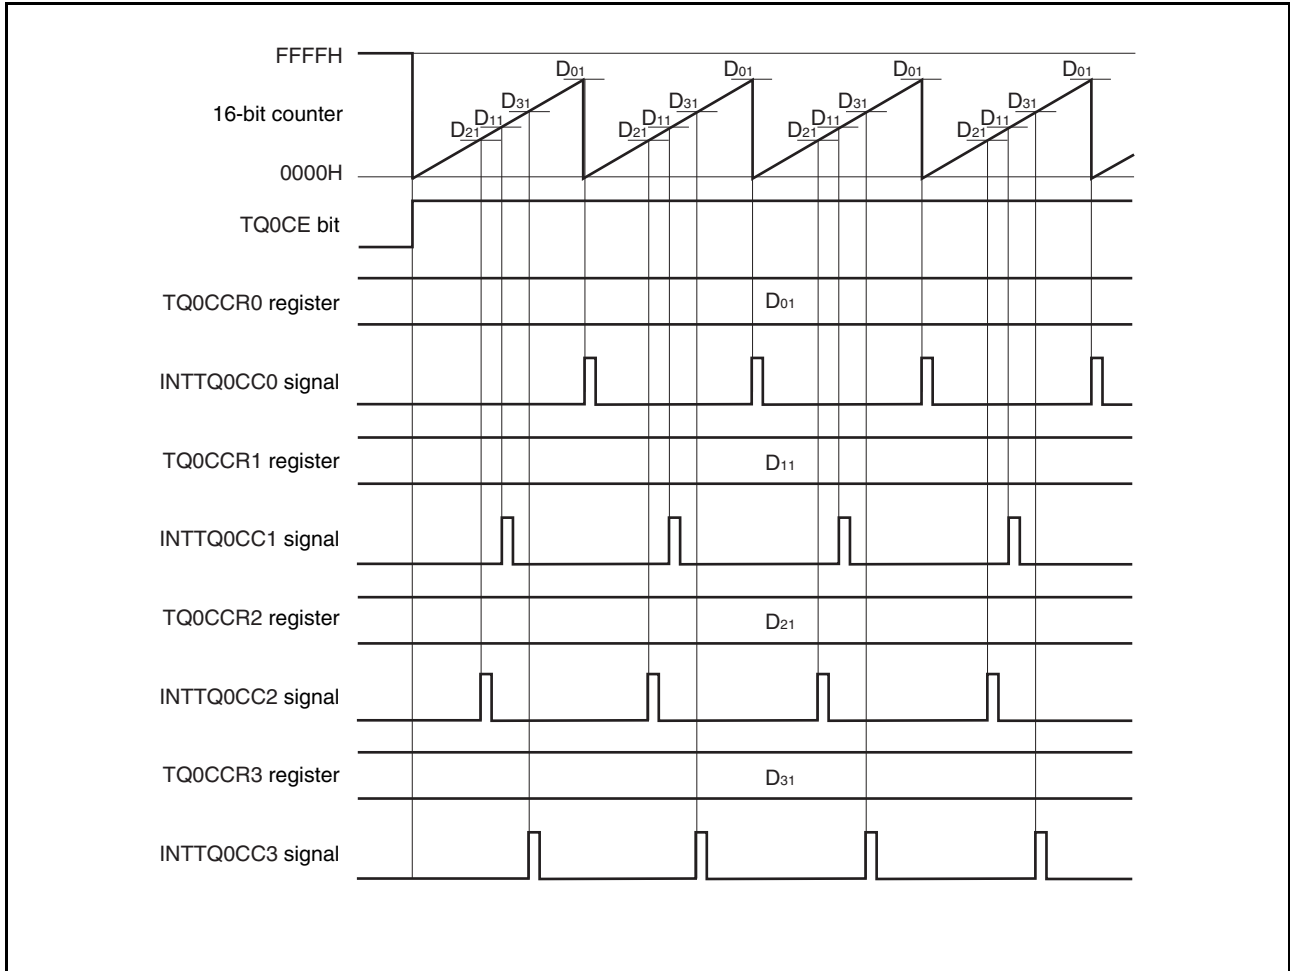 FFFFH
16-bit counter
0000H
D21
D11
D31
D01
D21
D11
D31
D01
D21
D11
D31
D01
D21
D11
D31
D01
TQ0CE bit
TQ0CCR0 register
D01
INTTQ0CC0 signal
TQ0CCR1 register
D11
INTTQ0CC1 signal
TQ0CCR2 register
D21
INTTQ0CC2 signal
TQ0CCR3 register
D31
INTTQ0CC3 signal